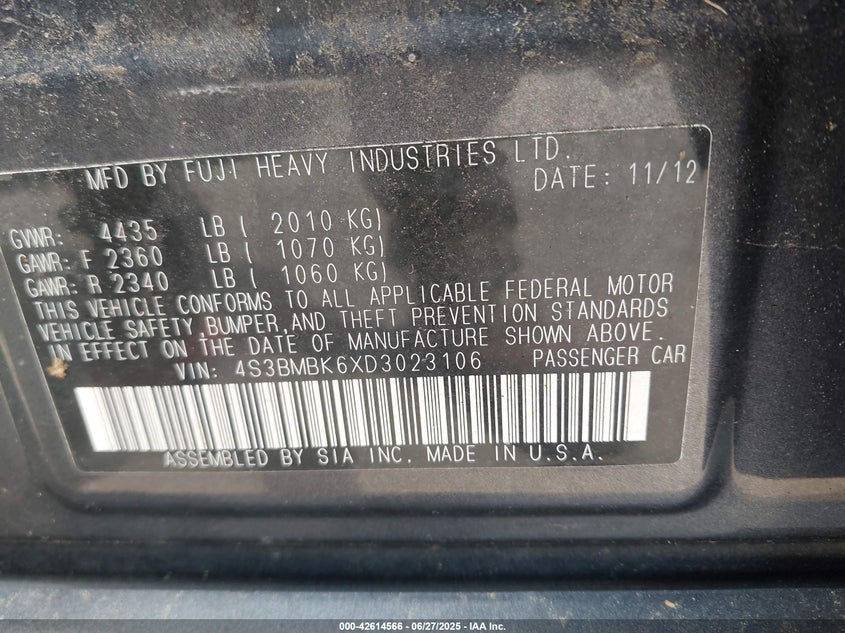 MFD BY FUJI HEAVY INDUSTRIES LTD.
DATE: 11/12
GVWR: 4435 LB ( 2010 KG)
GAWR: F 2360 LB ( 1070 KG)
GAWR: R 2340 LB ( 1060 KG)
THIS VEHICLE CONFORMS TO ALL APPLICABLE FEDERAL MOTOR
VEHICLE SAFETY, BUMPER, AND THEFT PREVENTION STANDARDS
IN EFFECT ON THE DATE OF MANUFACTURE SHOWN ABOVE.
VIN: 4S3BMBK6XD3023106 PASSENGER CAR
ASSEMBLED BY SIA INC. MADE IN U.S.A.
000-42614566 - 06/27/2025 - IAA Inc.